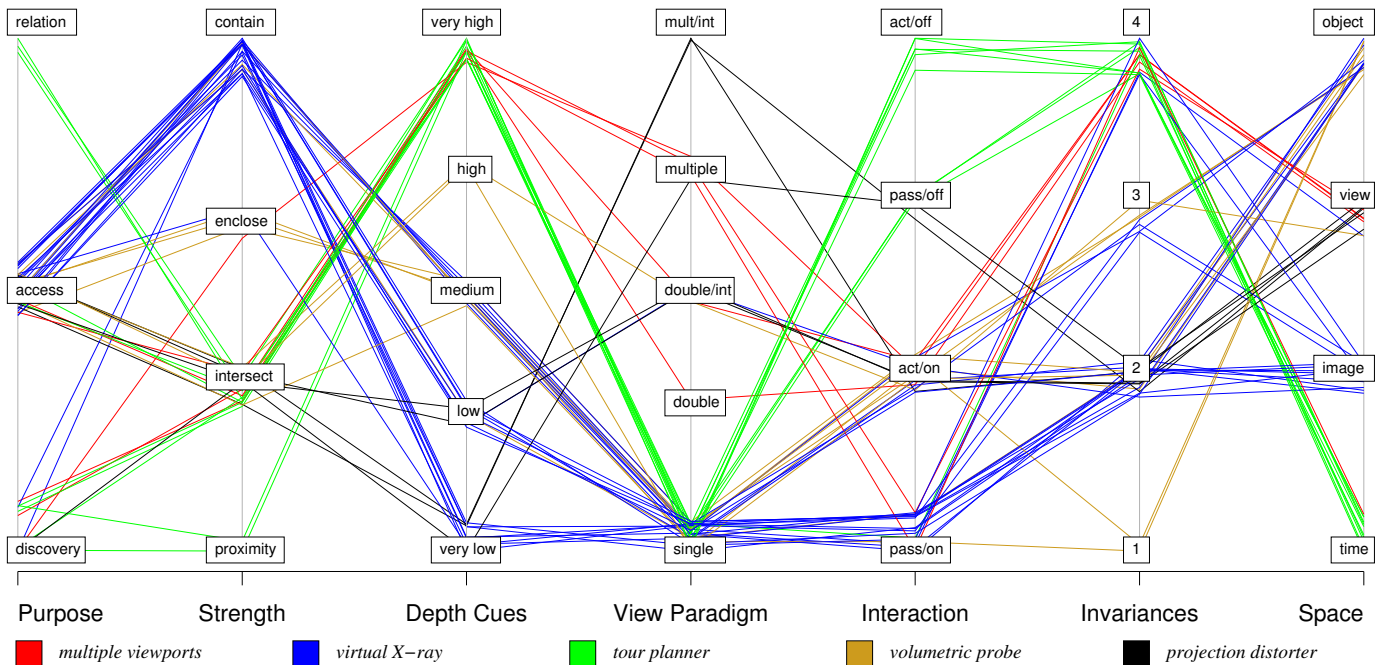 relation contain very high mult/int act/off 4 object
high multiple pass/off 3 view
enclose
access medium double/int
intersect act/on 2 image
low double
discovery proximity very low single pass/on 1 time
Purpose Strength Depth Cues View Paradigm Interaction Invariances Space
multiple viewports virtual X−ray tour planner volumetric probe projection distorter